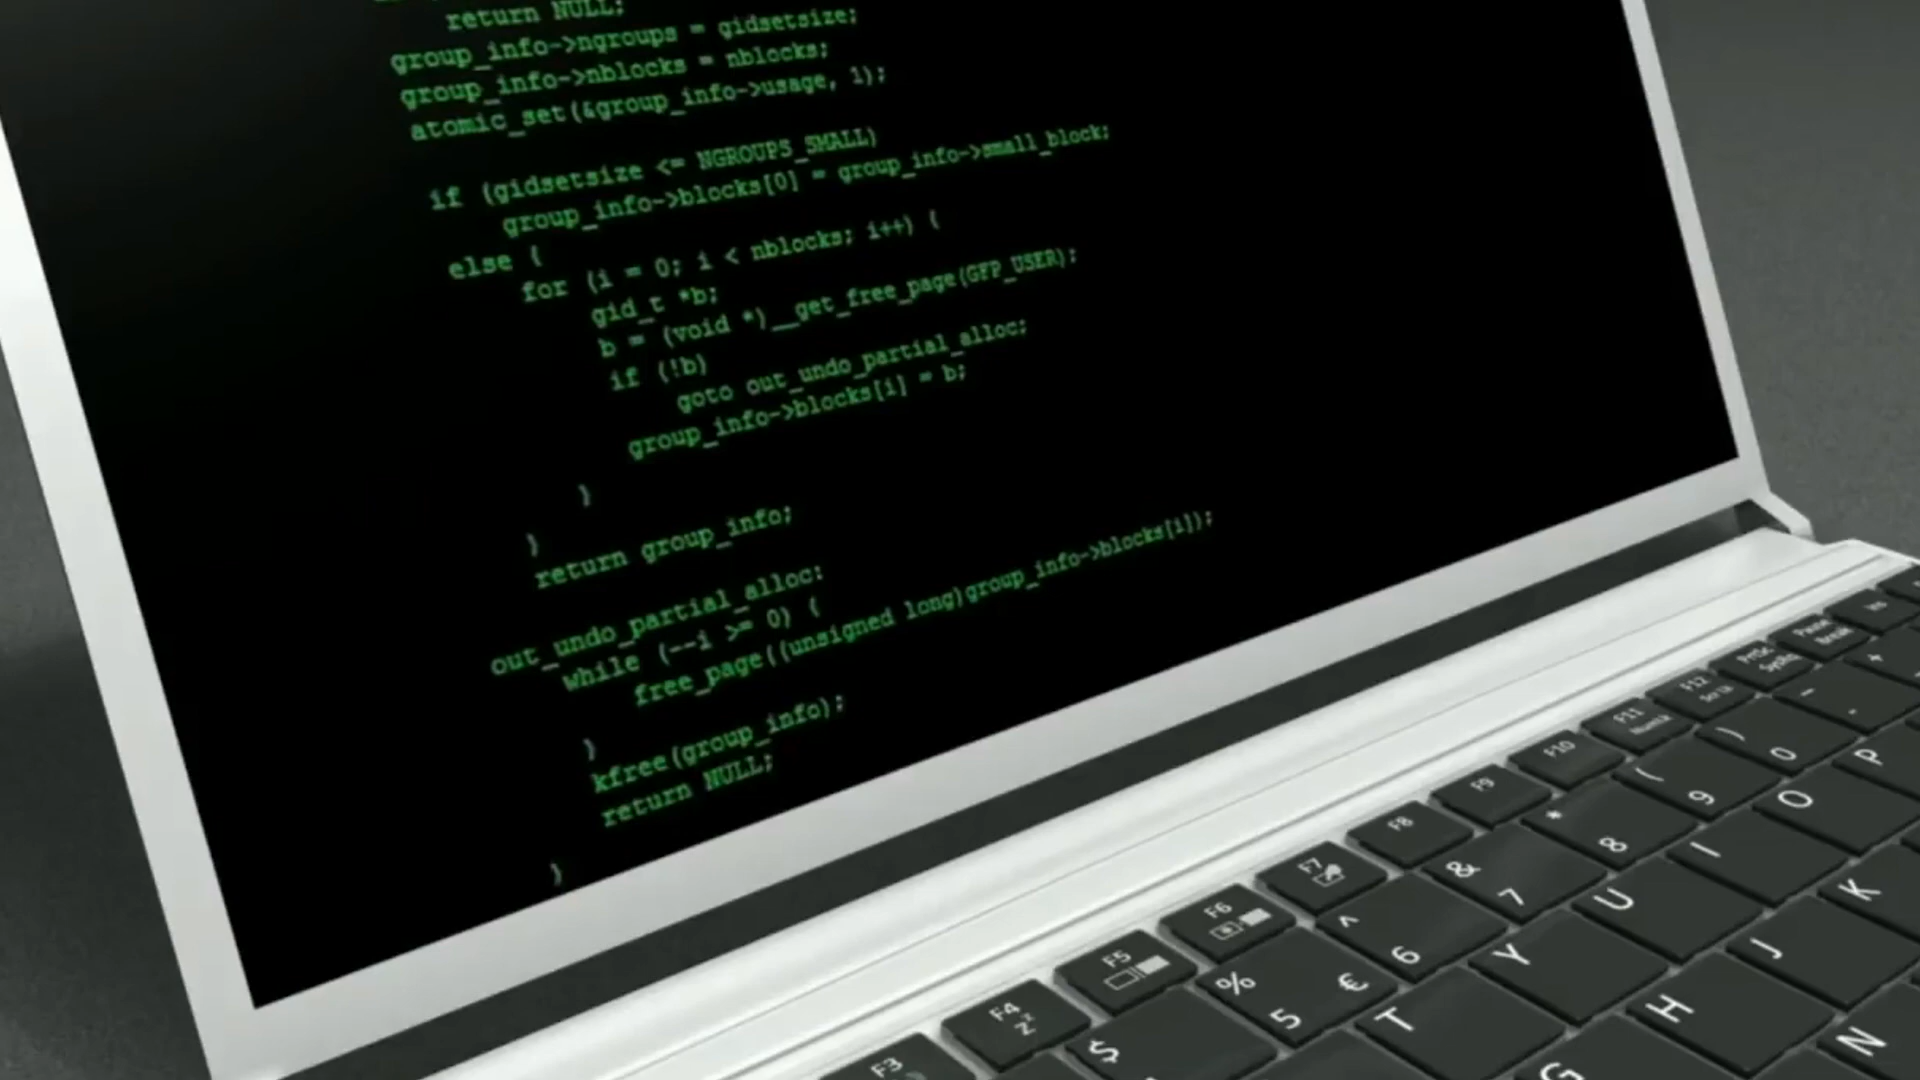 return NULL;
group_info->ngroups = gidsetsize;
group_info->nblocks = nblocks;
atomic_set(&group_info->usage, 1);
if (gidsetsize <= NGROUPS_SMALL)
group_info->blocks[0] = group_info->small_block;
else {
for (i = 0; i < nblocks; i++) {
gid_t *b;
b = (void *)__get_free_page(GFP_USER);
if (!b)
goto out_undo_partial_alloc;
group_info->blocks[i] = b;
}
}
return group_info;
out_undo_partial_alloc:
while (--i >= 0) {
free_page((unsigned long)group_info->blocks[i]);
}
kfree(group_info);
return NULL;
}
F3 F4 F5 F6 F7 F8 F9 F10 F11 F12 Pause Break
$ % 5 € ^ 6 & 7 * 8 ( 9 ) 0 - +
T Y U I O P
G H J K
N